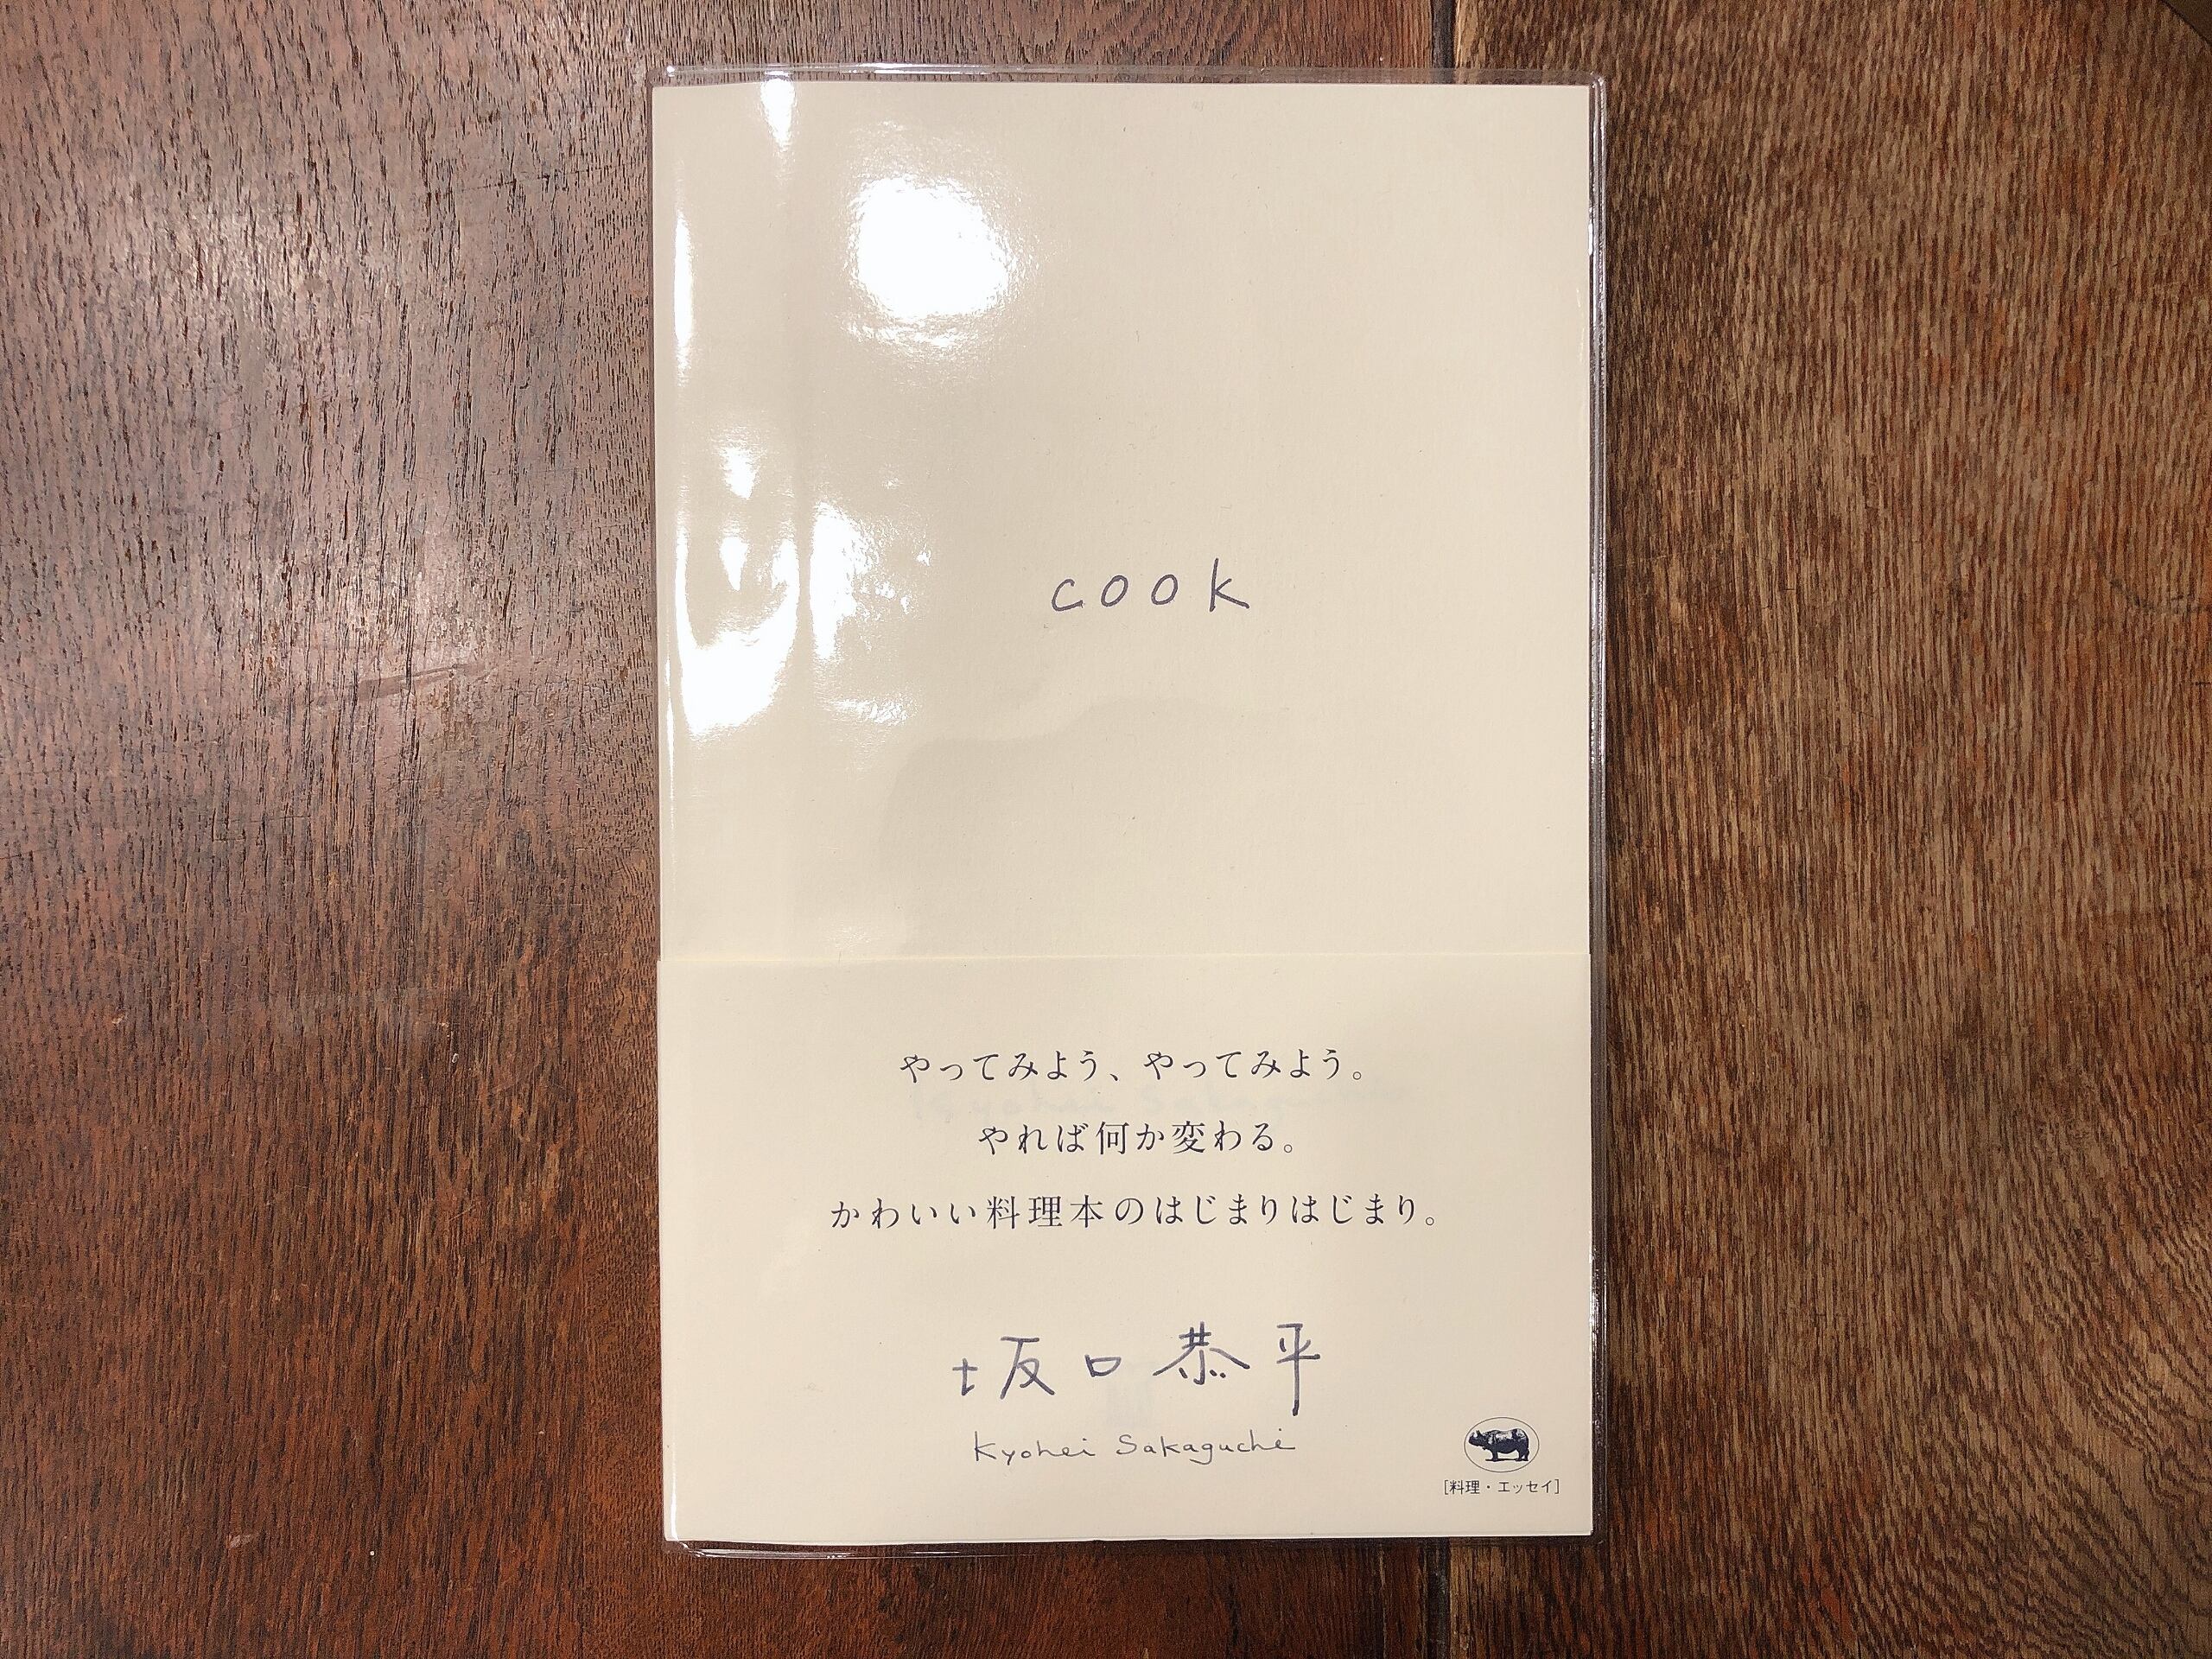 cook
やってみよう、やってみよう。
やれば何か変わる。
かわいい料理本のはじまりはじまり。
坂口恭平
Kyohei Sakaguchi
[料理・エッセイ]